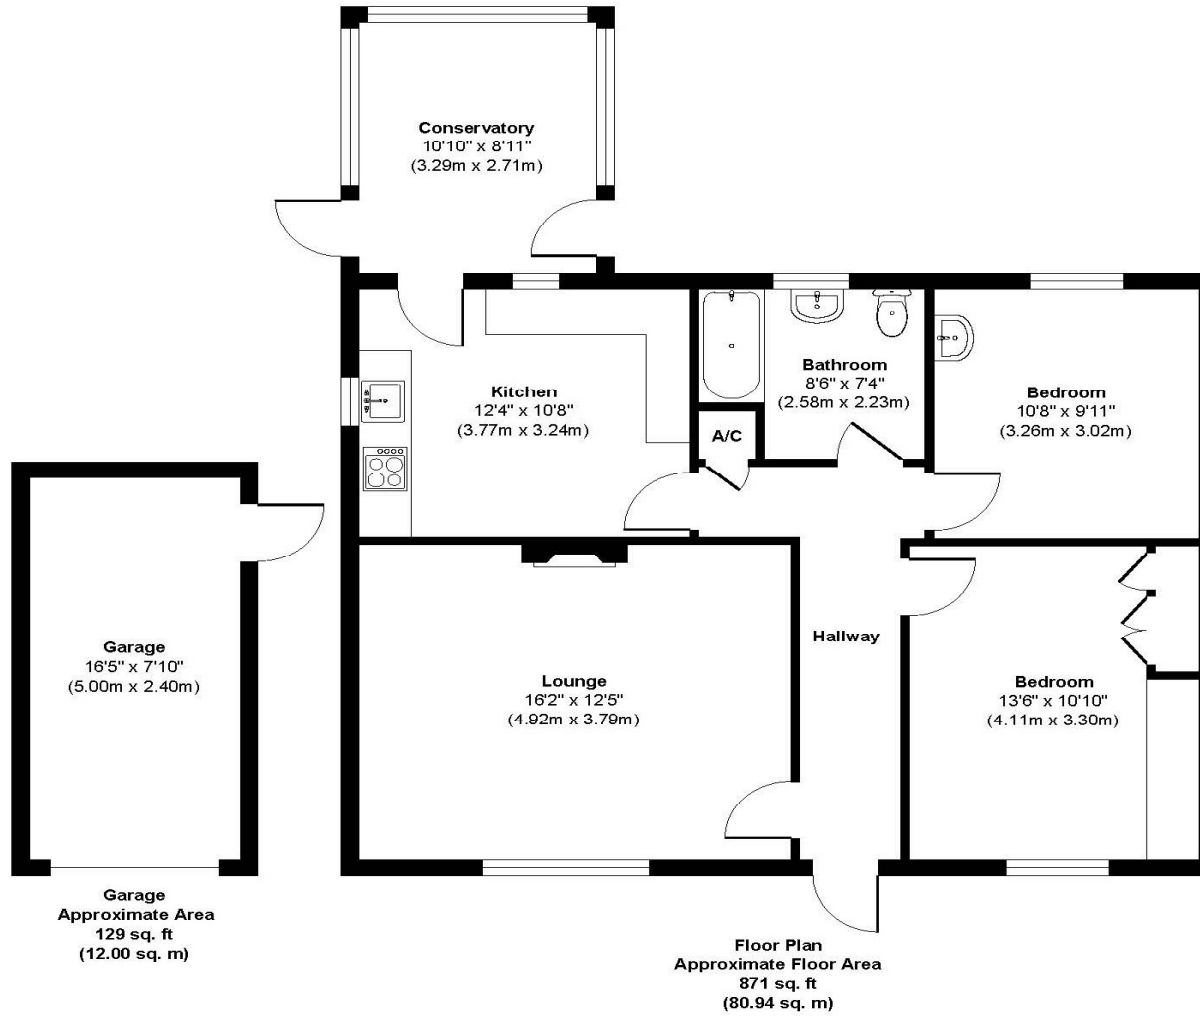 Conservatory
10'10" x 8'11"
(3.29m x 2.71m)
Kitchen
12'4" x 10'8"
(3.77m x 3.24m)
Bathroom
8'6" x 7'4"
(2.58m x 2.23m)
A/C
Bedroom
10'8" x 9'11"
(3.26m x 3.02m)
Garage
16'5" x 7'10"
(5.00m x 2.40m)
Lounge
16'2" x 12'5"
(4.92m x 3.79m)
Hallway
Bedroom
13'6" x 10'10"
(4.11m x 3.30m)
Garage
Approximate Area
129 sq. ft
(12.00 sq. m)
Floor Plan
Approximate Floor Area
871 sq. ft
(80.94 sq. m)